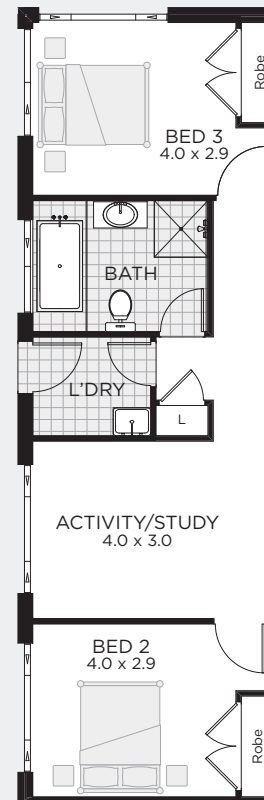 Robe
BED 3
4.0 x 2.9
BATH
L'DRY
L
ACTIVITY/STUDY
4.0 x 3.0
BED 2
4.0 x 2.9
Robe